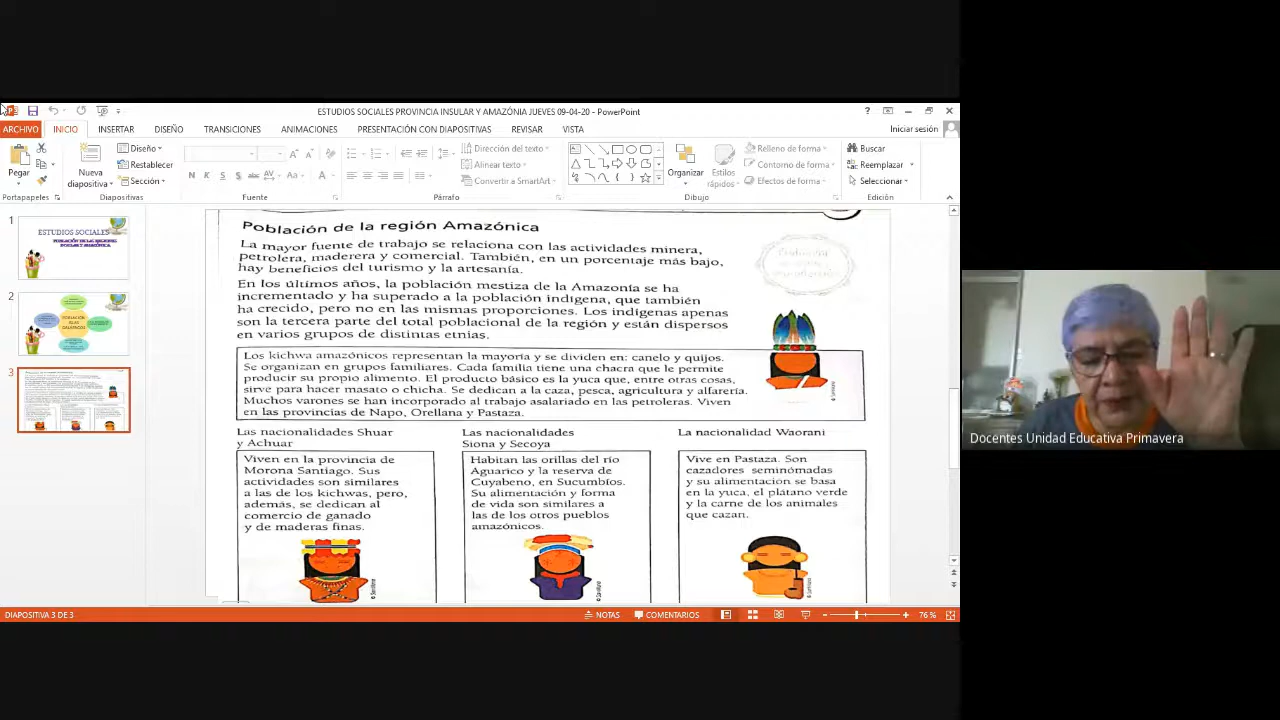 ESTUDIOS SOCIALES PROVINCIA INSULAR Y AMAZÓNIA JUEVES 09-04-20 - PowerPoint
ARCHIVO INICIO INSERTAR DISEÑO TRANSICIONES ANIMACIONES PRESENTACIÓN CON DIAPOSITIVAS REVISAR VISTA Iniciar sesión
Pegar
Portapapeles
Nueva
diapositiva
Diseño
Restablecer
Sección
Diapositivas
N K S S abc AV Aa A
Fuente
Dirección del texto
Alinear texto
Convertir a SmartArt
Párrafo
Organizar
Estilos
rápidos
Relleno de forma
Contorno de forma
Efectos de forma
Dibujo
Buscar
Reemplazar
Seleccionar
Edición
1
ESTUDIOS SOCIALES
2
3
Población de la región Amazónica
La mayor fuente de trabajo se relaciona con las actividades minera,
petrolera, maderera y comercial. También, en un porcentaje más bajo,
hay beneficios del turismo y la artesanía.
En los últimos años, la población mestiza de la Amazonía se ha
incrementado y ha superado a la población indígena, que también
ha crecido, pero no en las mismas proporciones. Los indígenas apenas
son la tercera parte del total poblacional de la región y están dispersos
en varios grupos de distintas etnias.
Los kichwa amazónicos representan la mayoría y se dividen en: canelo y quijos.
Se organizan en grupos familiares. Cada familia tiene una chacra que le permite
producir su propio alimento. El producto básico es la yuca que, entre otras cosas,
sirve para hacer masato o chicha. Se dedican a la caza, pesca, agricultura y alfarería.
Muchos varones se han incorporado al trabajo asalariado en las petroleras. Viven
en las provincias de Napo, Orellana y Pastaza.
Las nacionalidades Shuar
y Achuar
Viven en la provincia de
Morona Santiago. Sus
actividades son similares
a las de los kichwas, pero,
además, se dedican al
comercio de ganado
y de maderas finas.
Las nacionalidades
Siona y Secoya
Habitan las orillas del río
Aguarico y la reserva de
Cuyabeno, en Sucumbíos.
Su alimentación y forma
de vida son similares a
las de los otros pueblos
amazónicos.
La nacionalidad Waorani
Vive en Pastaza. Son
cazadores seminómadas
y su alimentación se basa
en la yuca, el plátano verde
y la carne de los animales
que cazan.
DIAPOSITIVA 3 DE 3 NOTAS COMENTARIOS 76 %
Docentes Unidad Educativa Primavera